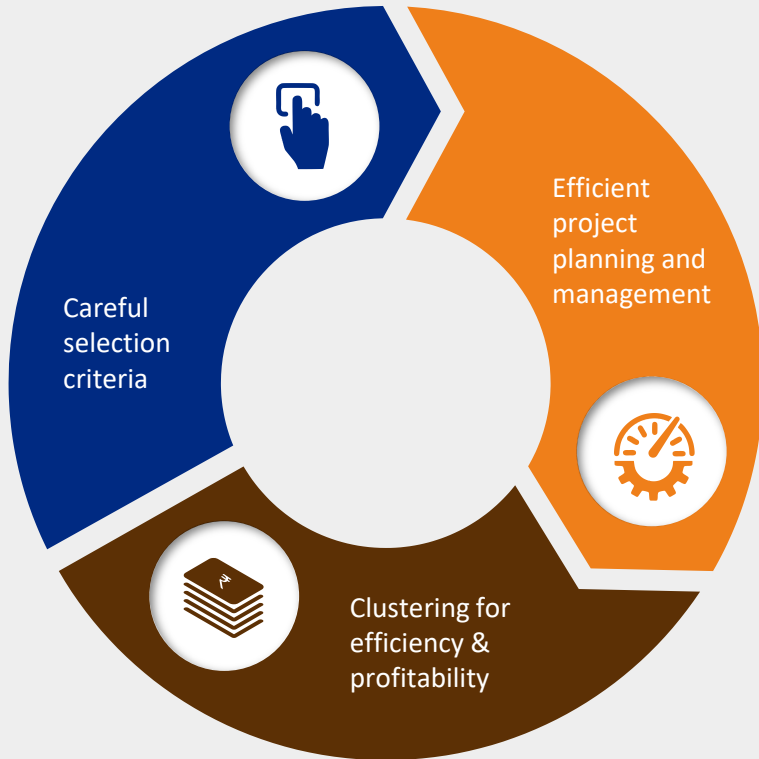 Careful
selection
criteria
Efficient
project
planning and
management
Clustering for
efficiency &
profitability